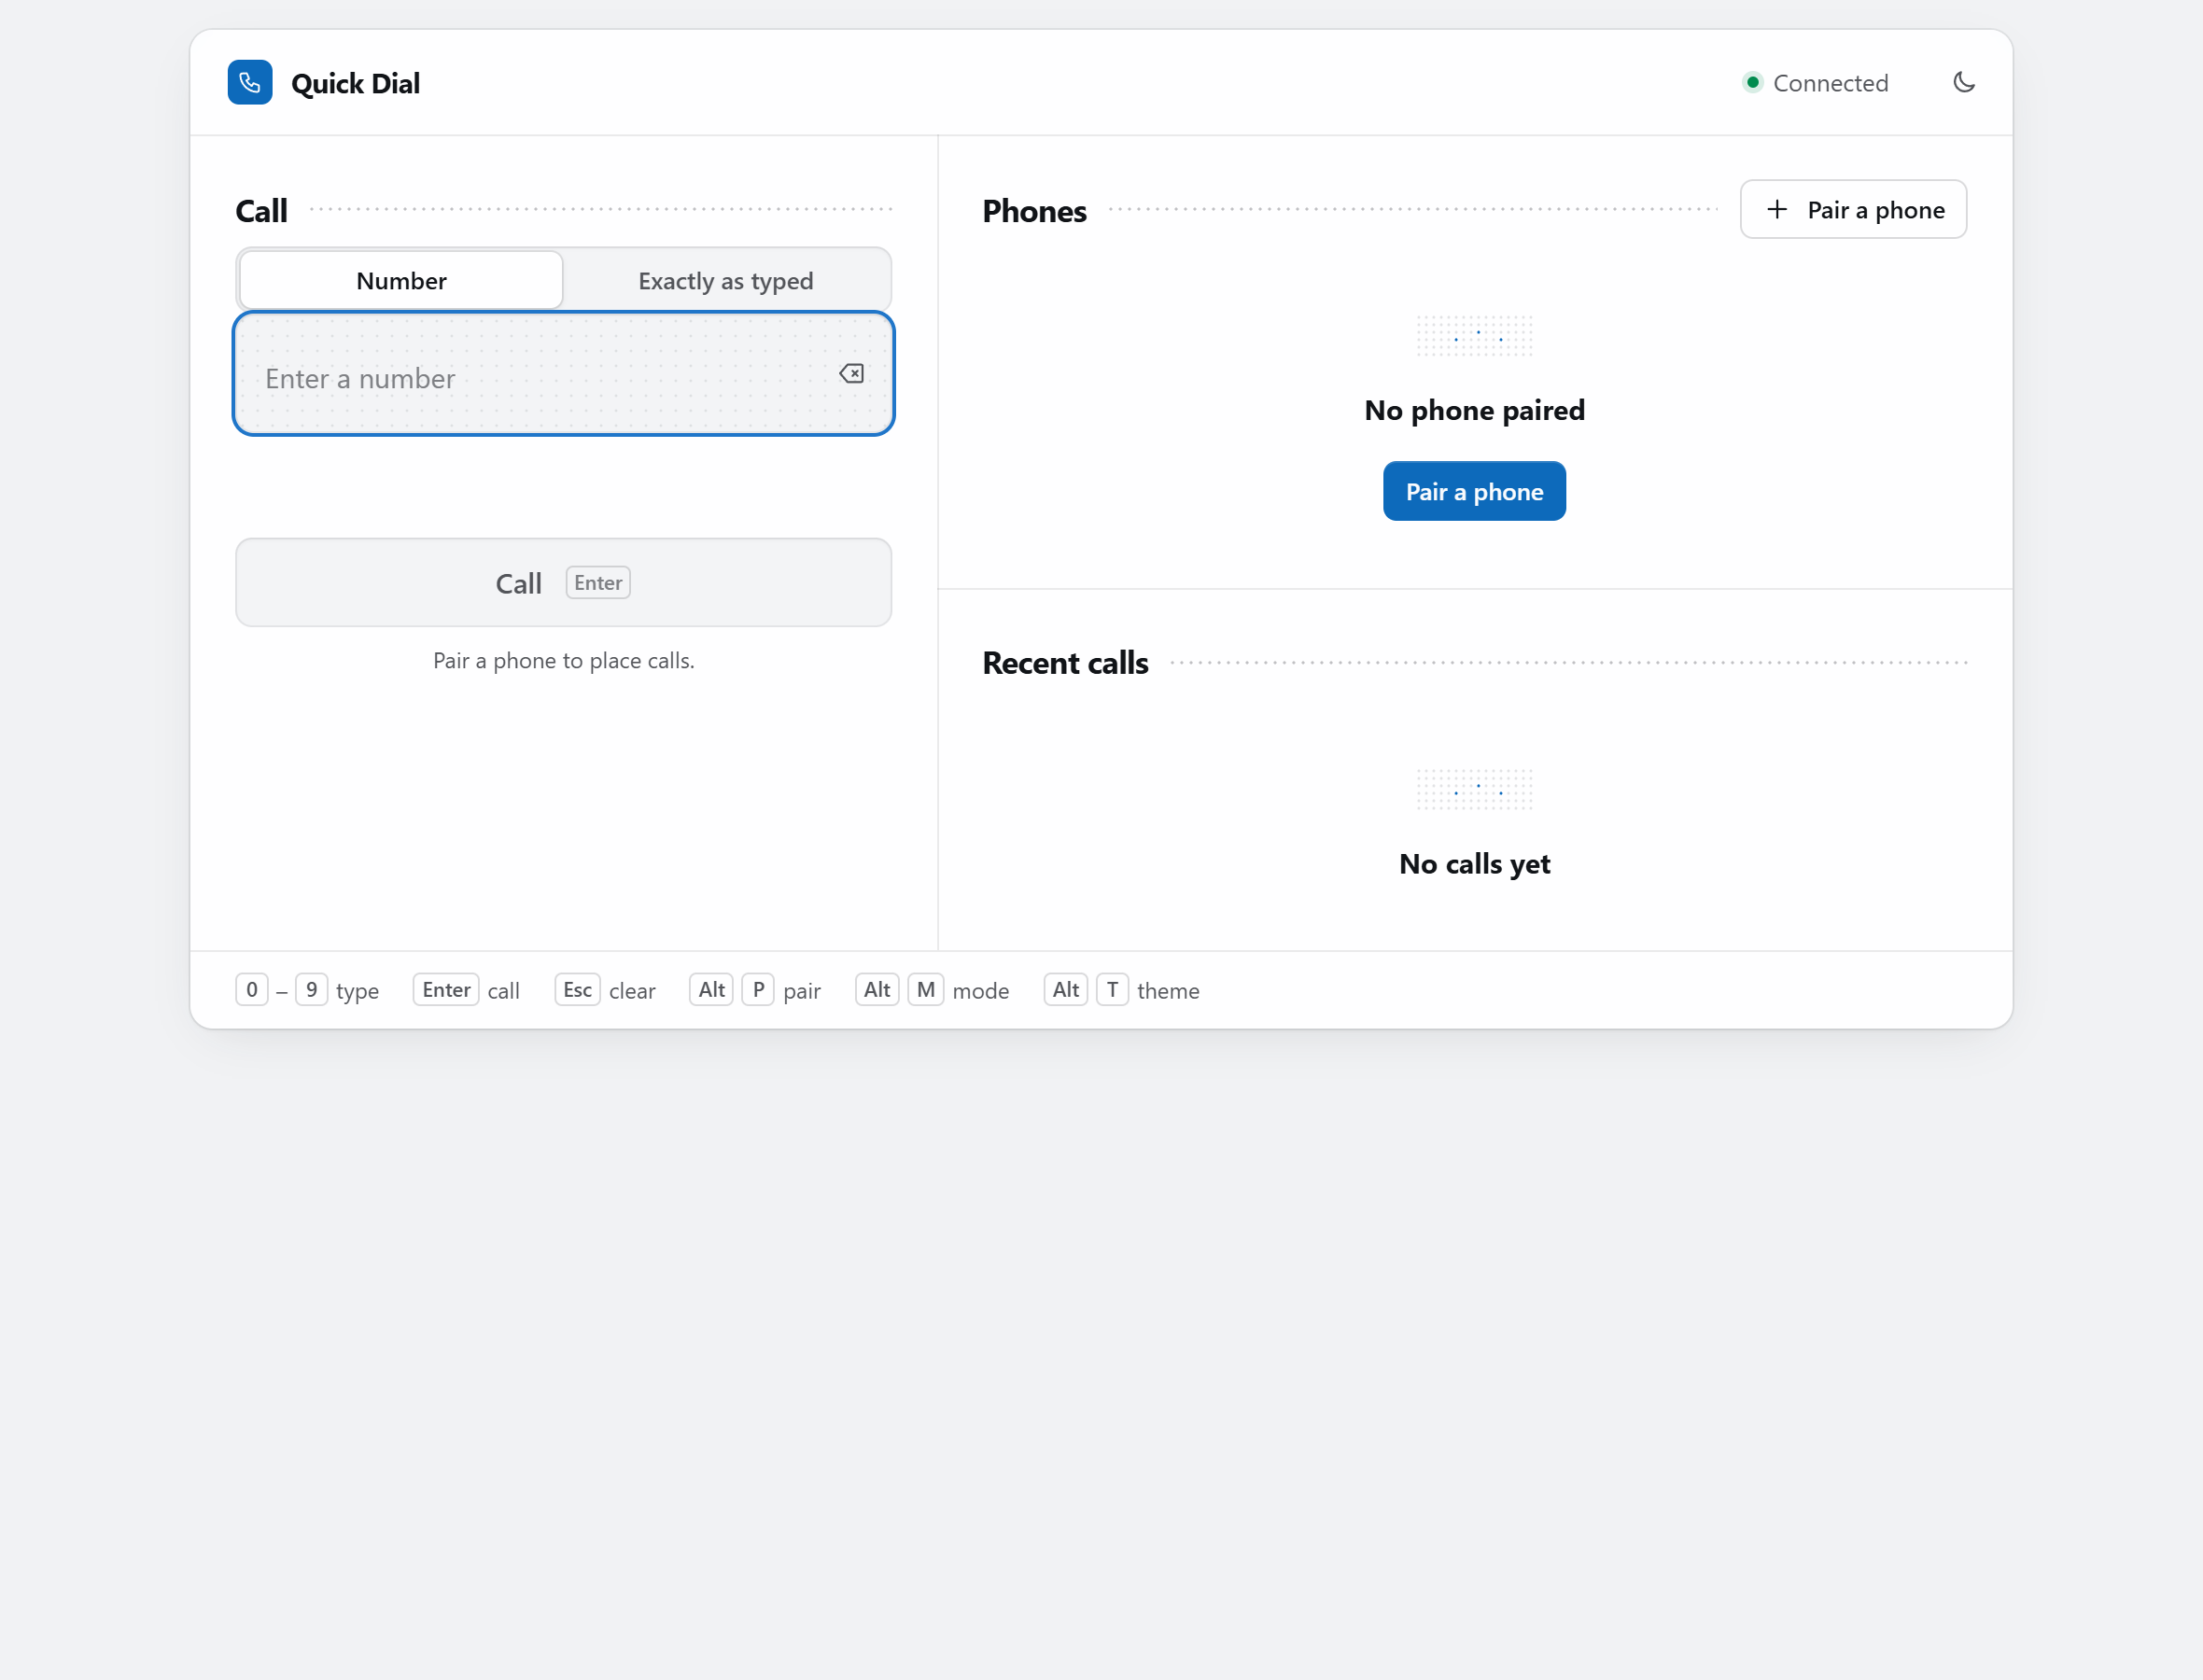 Quick Dial
Connected
Call
Number
Exactly as typed
Enter a number
Call Enter
Pair a phone to place calls.
Phones
Pair a phone
No phone paired
Pair a phone
Recent calls
No calls yet
0 – 9 type Enter call Esc clear Alt P pair Alt M mode Alt T theme